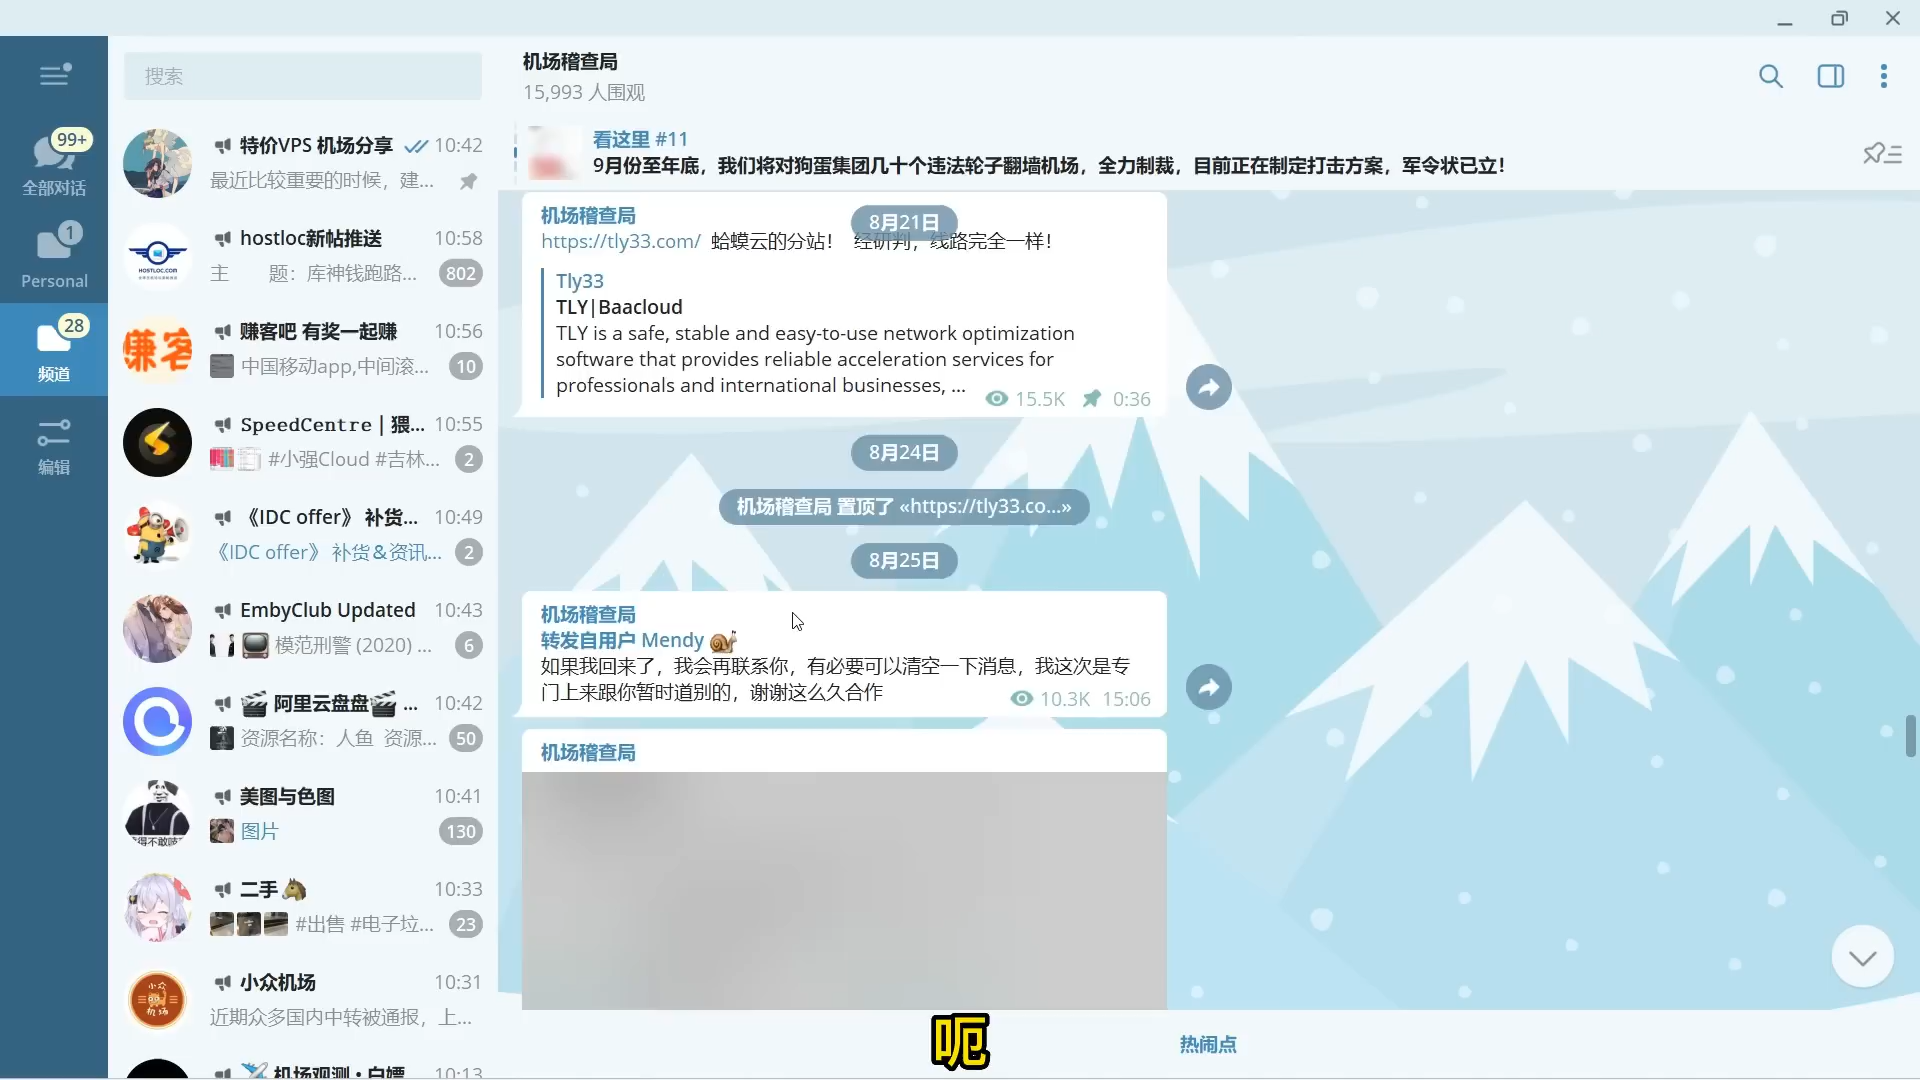 搜索
机场稽查局
15,993 人围观
看这里 #11
9月份至年底，我们将对狗蛋集团几十个违法轮子翻墙机场，全力制裁，目前正在制定打击方案，军令状已立！
99+
全部对话
1
Personal
28
频道
编辑
特价VPS 机场分享 10:42
最近比较重要的时候，建...
hostloc新帖推送 10:58
主 题：库神钱跑路... 802
HOSTLOC.COM
赚客吧 有奖一起赚 10:56
中国移动app,中间滚... 10
赚客
SpeedCentre | 猥... 10:55
#小强Cloud #吉林... 2
《IDC offer》 补货... 10:49
《IDC offer》 补货&资讯... 2
EmbyClub Updated 10:43
模范刑警 (2020) ... 6
阿里云盘盘 ... 10:42
资源名称：人鱼 资源... 50
美图与色图 10:41
图片 130
二手 10:33
#出售 #电子垃... 23
小众机场 10:31
近期众多国内中转被通报，上...
小众
机场
机场观测·白嫖 10:13
机场稽查局
8月21日
https://tly33.com/ 蛤蟆云的分站！ 经研判，线路完全一样！
Tly33
TLY|Baacloud
TLY is a safe, stable and easy-to-use network optimization
software that provides reliable acceleration services for
professionals and international businesses, ...
15.5K 0:36
8月24日
机场稽查局 置顶了 «https://tly33.co...»
8月25日
机场稽查局
转发自用户 Mendy
如果我回来了，我会再联系你，有必要可以清空一下消息，我这次是专
门上来跟你暂时道别的，谢谢这么久合作
10.3K 15:06
机场稽查局
呃
热闹点